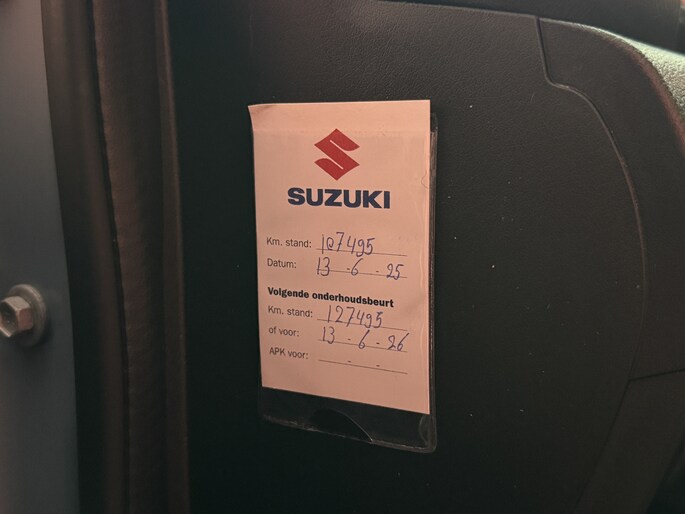 SUZUKI
Km. stand: 107495
Datum: 13 - 6 - 25
Volgende onderhoudsbeurt
Km. stand: 127495
of voor: 13 - 6 - 26
APK voor: - -